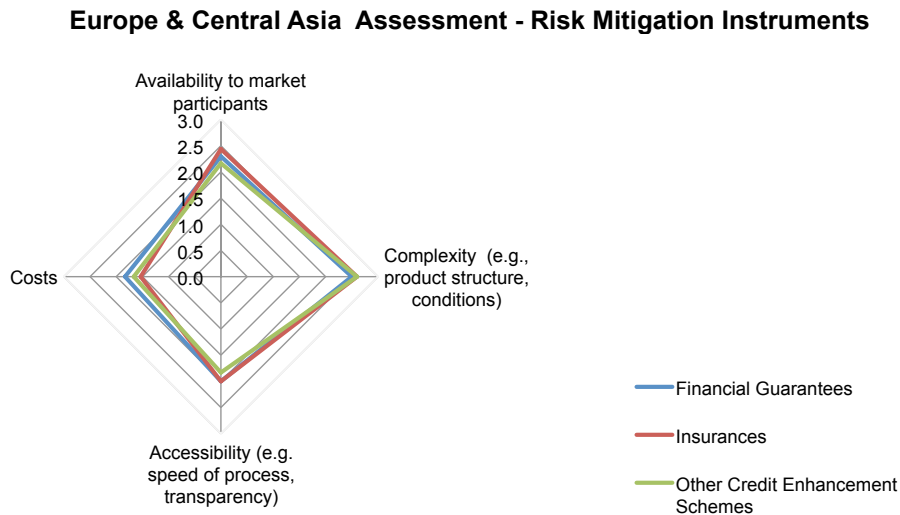 Europe & Central Asia  Assessment - Risk Mitigation Instruments
Availability to market
participants
3.0
2.5
2.0
1.5
1.0
0.5
0.0
Complexity  (e.g.,
product structure,
conditions)
Costs
Accessibility (e.g.
speed of process,
transparency)
Financial Guarantees
Insurances
Other Credit Enhancement
Schemes